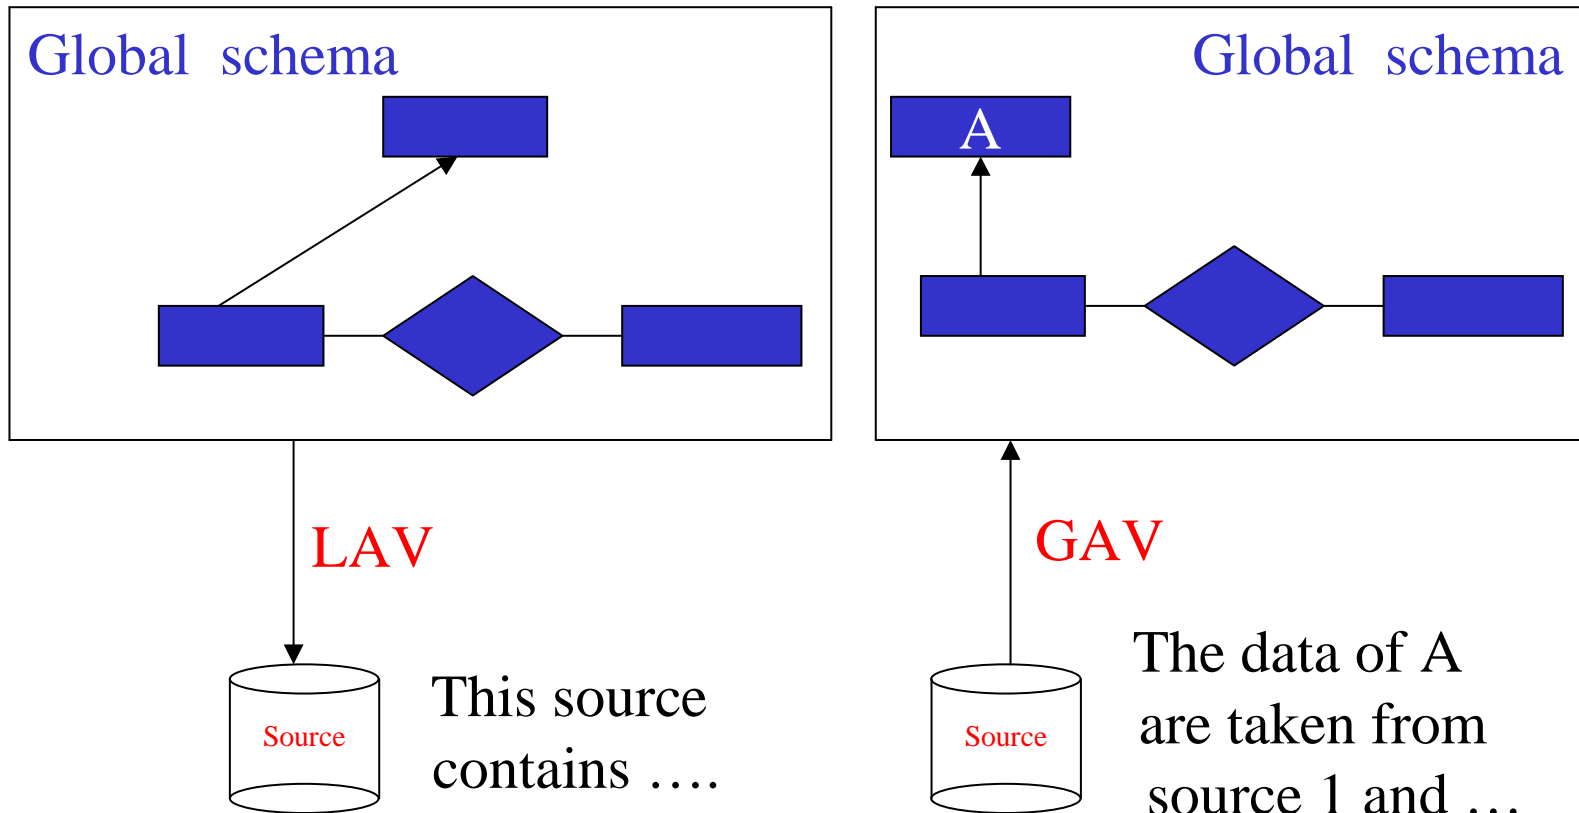 Global schema
LAV
Source
This source
contains ….
Global schema
A
GAV
Source
The data of A
are taken from
source 1 and …